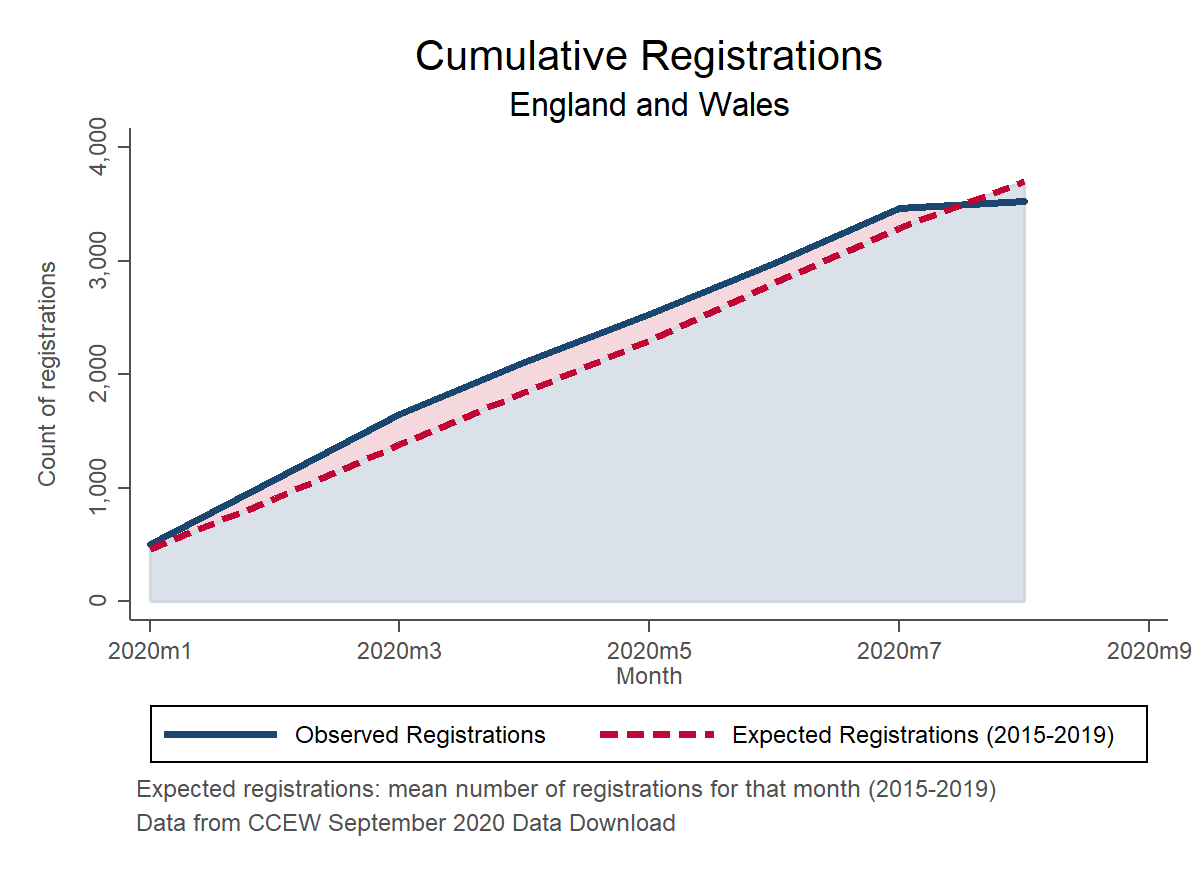 Cumulative Registrations
England and Wales
Count of registrations
4,000
3,000
2,000
1,000
0
2020m1 2020m3 2020m5 2020m7 2020m9
Month
Observed Registrations Expected Registrations (2015-2019)
Expected registrations: mean number of registrations for that month (2015-2019)
Data from CCEW September 2020 Data Download